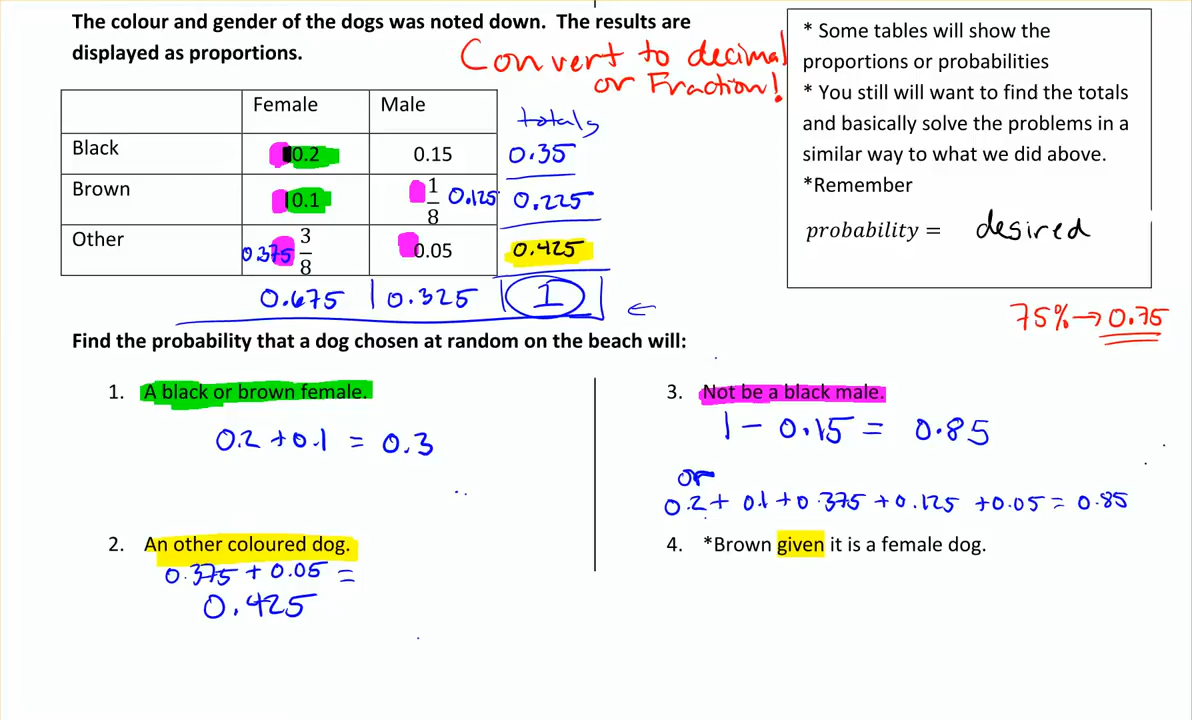 The colour and gender of the dogs was noted down. The results are
displayed as proportions.
Convert to decimal
or Fraction!
Female Male totals
Black 0.2 0.15 0.35
Brown 0.1 1/8 0.125 0.225
Other 0.375 3/8 0.05 0.425
0.675 0.325 1
* Some tables will show the
proportions or probabilities
* You still will want to find the totals
and basically solve the problems in a
similar way to what we did above.
*Remember
probability = desired
75% → 0.75
←
Find the probability that a dog chosen at random on the beach will:
1. A black or brown female.
0.2 + 0.1 = 0.3
2. An other coloured dog.
0.375 + 0.05 =
0.425
3. Not be a black male.
1 - 0.15 = 0.85
or
0.2 + 0.1 + 0.375 + 0.125 + 0.05 = 0.85
4. *Brown given it is a female dog.